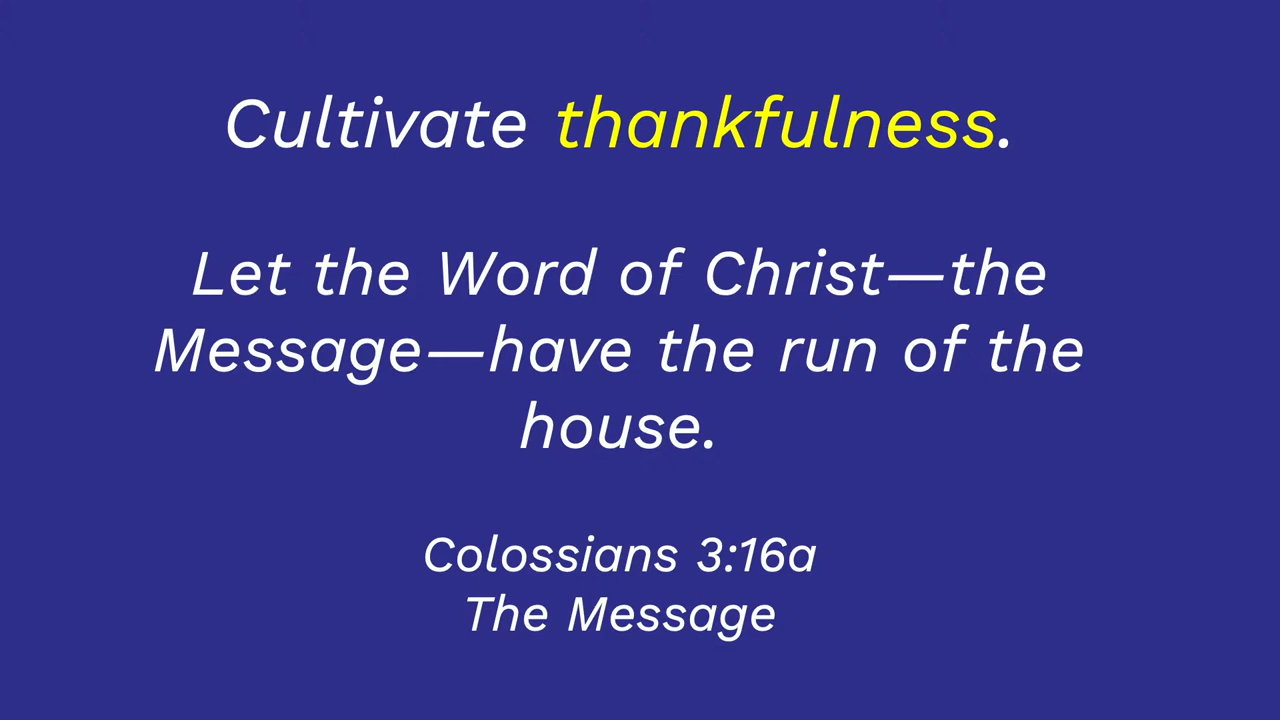 Cultivate thankfulness.
Let the Word of Christ—the
Message—have the run of the
house.
Colossians 3:16a
The Message